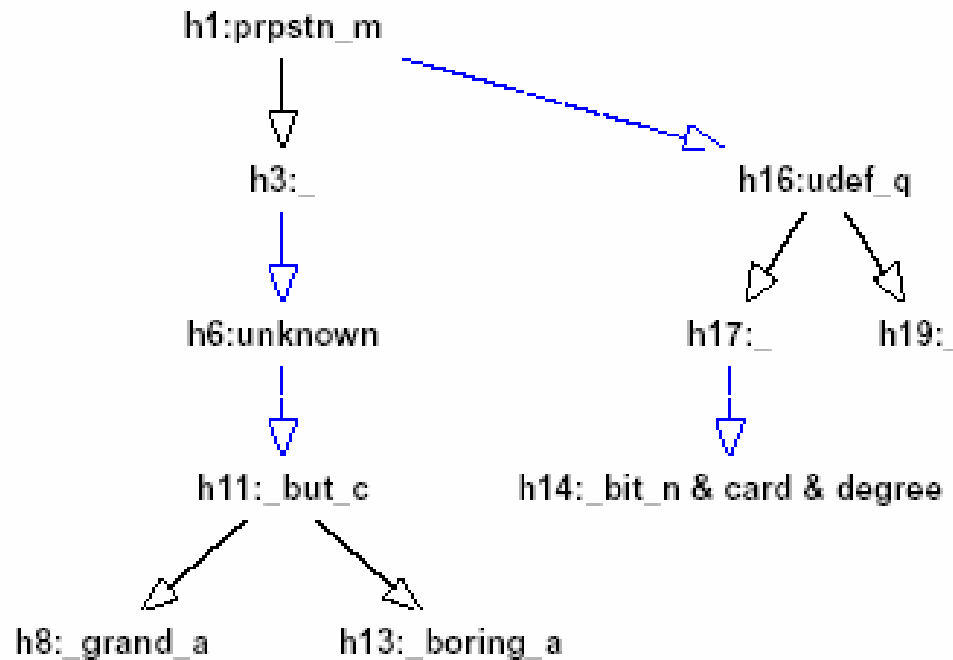 h1:prpstn_m
h3:_ h16:udef_q
h6:unknown h17:_ h19:_
h11:_but_c h14:_bit_n & card & degree
h8:_grand_a h13:_boring_a